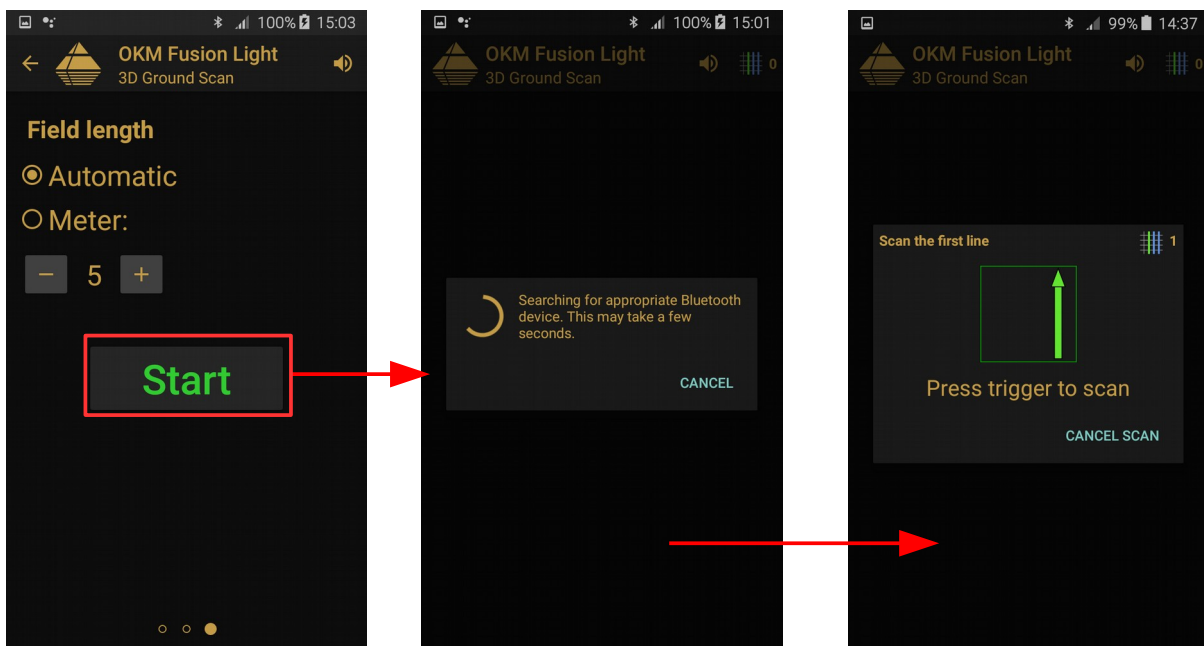 100% 15:03
OKM Fusion Light
3D Ground Scan
Field length
Automatic
Meter:
− 5 +
Start
100% 15:01
OKM Fusion Light
3D Ground Scan
0
Searching for appropriate Bluetooth
device. This may take a few
seconds.
CANCEL
99% 14:37
OKM Fusion Light
3D Ground Scan
0
Scan the first line
1
Press trigger to scan
CANCEL SCAN